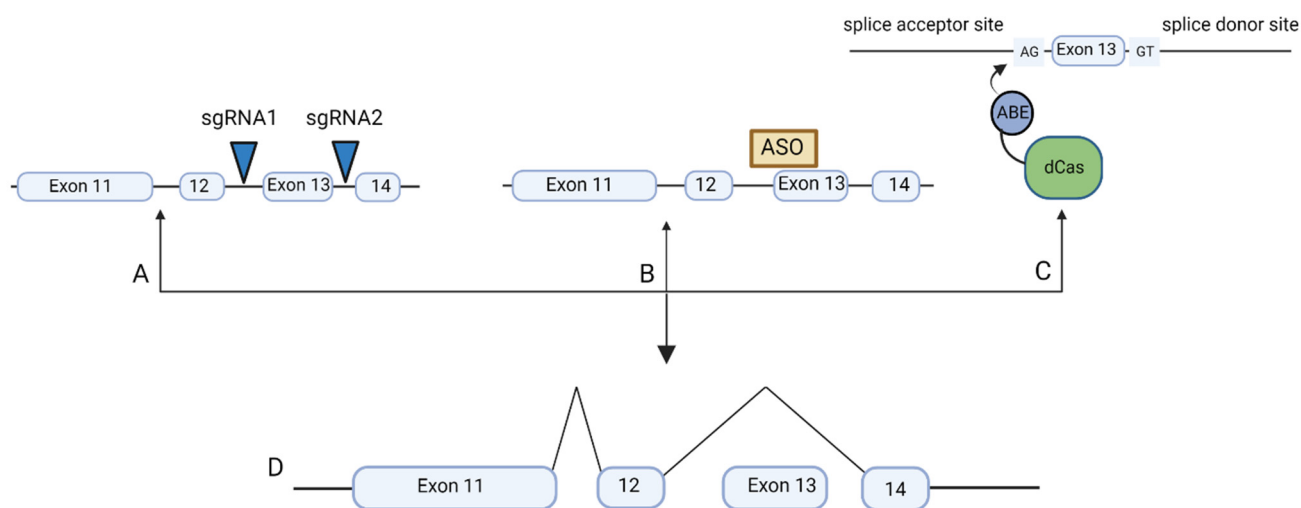 splice acceptor site
splice donor site
AG
Exon 13
GT
ABE
dCas
sgRNA1
sgRNA2
Exon 11
12
Exon 13
14
ASO
Exon 11
12
Exon 13
14
A
B
C
D
Exon 11
12
Exon 13
14